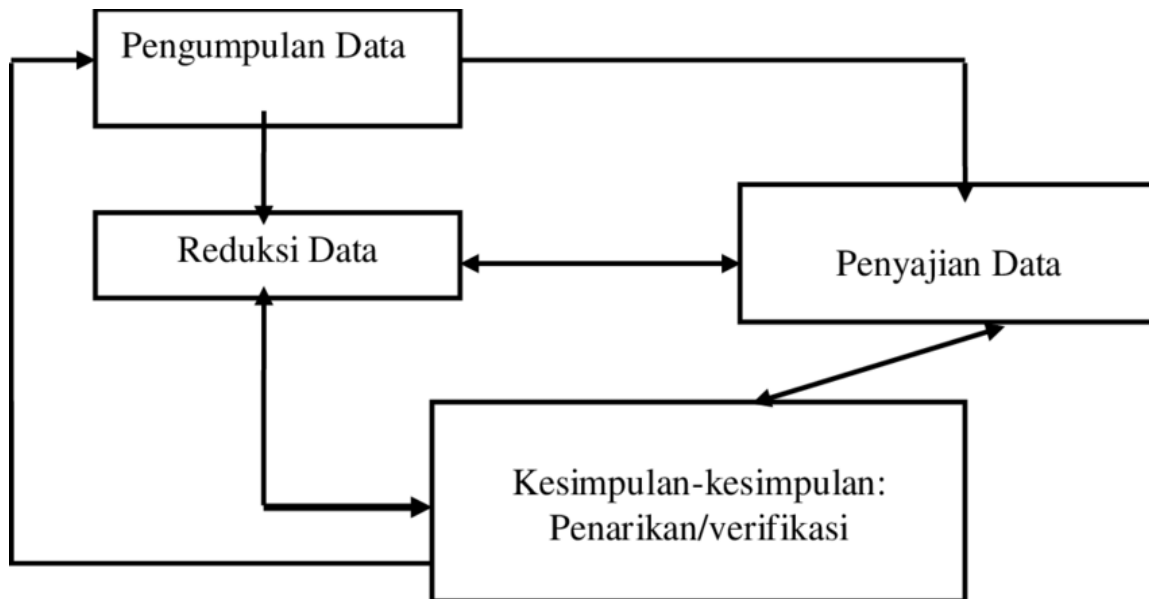 Pengumpulan Data
Reduksi Data
Penyajian Data
Kesimpulan-kesimpulan:
Penarikan/verifikasi